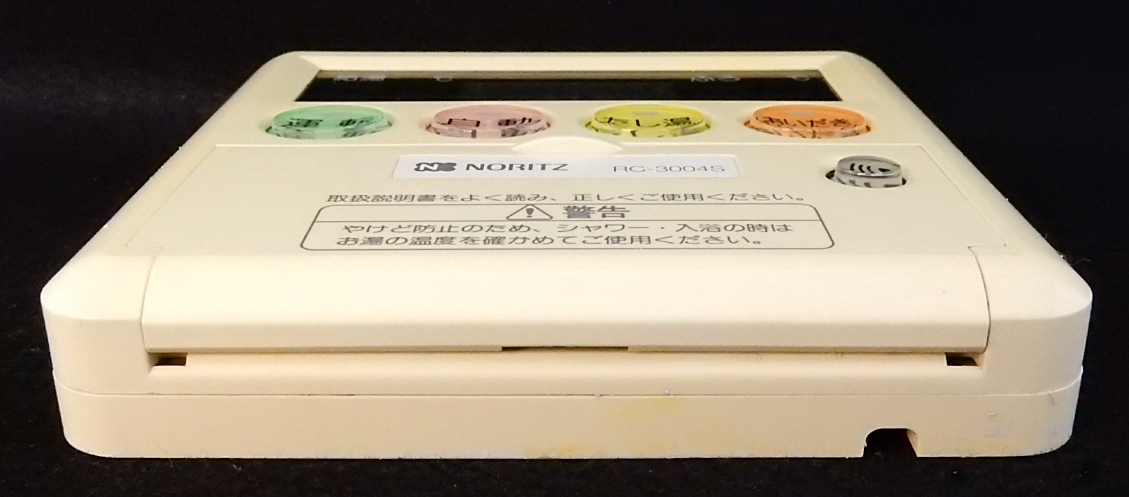 運転 自動 たし湯 おいだき
NORITZ RC-3004S
取扱説明書をよく読み、正しくご使用ください。
警告
やけど防止のため、シャワー・入浴の時は
お湯の温度を確かめてご使用ください。